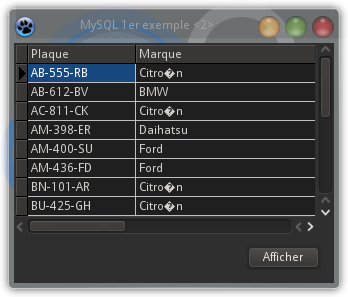 MySQL 1er exemple <2>
Plaque Marque
AB-555-RB Citro�n
AB-612-BV BMW
AC-811-CK Citro�n
AM-398-ER Daihatsu
AM-400-SU Ford
AM-436-FD Ford
BN-101-AR Citro�n
BU-425-GH Citro�n
Afficher